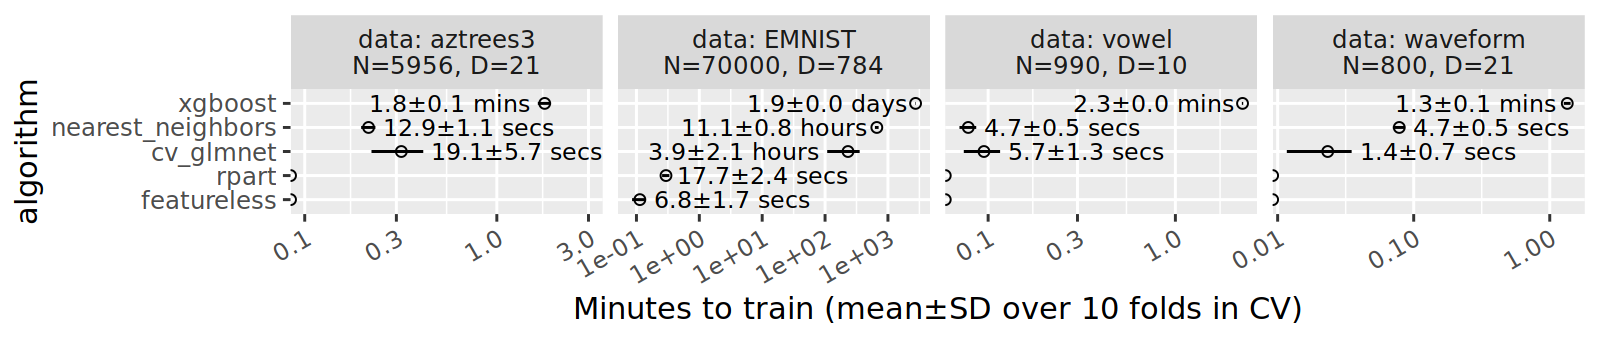 data: aztrees3
N=5956, D=21
data: EMNIST
N=70000, D=784
data: vowel
N=990, D=10
data: waveform
N=800, D=21
algorithm
xgboost
nearest_neighbors
cv_glmnet
rpart
featureless
1.8±0.1 mins
12.9±1.1 secs
19.1±5.7 secs
1.9±0.0 days
11.1±0.8 hours
3.9±2.1 hours
17.7±2.4 secs
6.8±1.7 secs
2.3±0.0 mins
4.7±0.5 secs
5.7±1.3 secs
1.3±0.1 mins
4.7±0.5 secs
1.4±0.7 secs
0.1
0.3
1.0
3.0
1e-01
1e+00
1e+01
1e+02
1e+03
0.1
0.3
1.0
0.01
0.10
1.00
Minutes to train (mean±SD over 10 folds in CV)